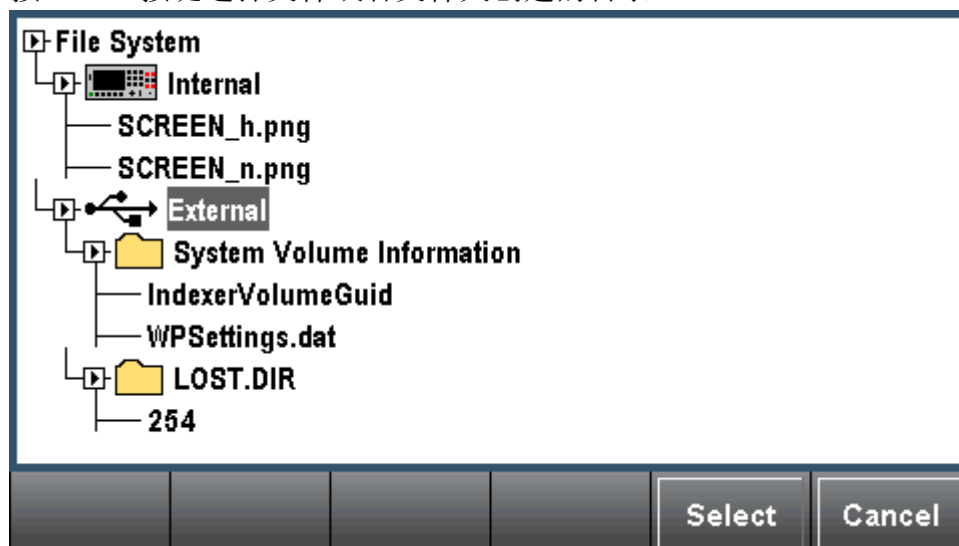 File System
Internal
SCREEN_h.png
SCREEN_n.png
External
System Volume Information
IndexerVolumeGuid
WPSettings.dat
LOST.DIR
254
Select
Cancel